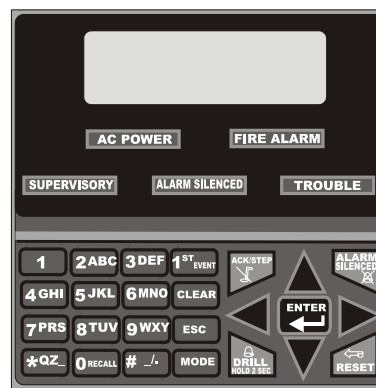 AC POWER FIRE ALARM
SUPERVISORY ALARM SILENCED TROUBLE
1 2ABC 3DEF 1ST EVENT ACK/STEP ALARM SILENCED
4GHI 5JKL 6MNO CLEAR ENTER
7PRS 8TUV 9WXY ESC
*QZ_ 0RECALL # _/. MODE DRILL HOLD 2 SEC RESET